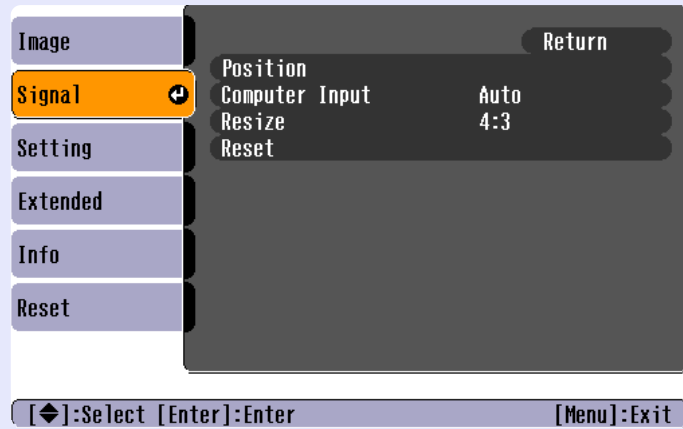 Image
Signal
Setting
Extended
Info
Reset
Return
Position
Computer Input Auto
Resize 4:3
Reset
[◆]:Select [Enter]:Enter [Menu]:Exit